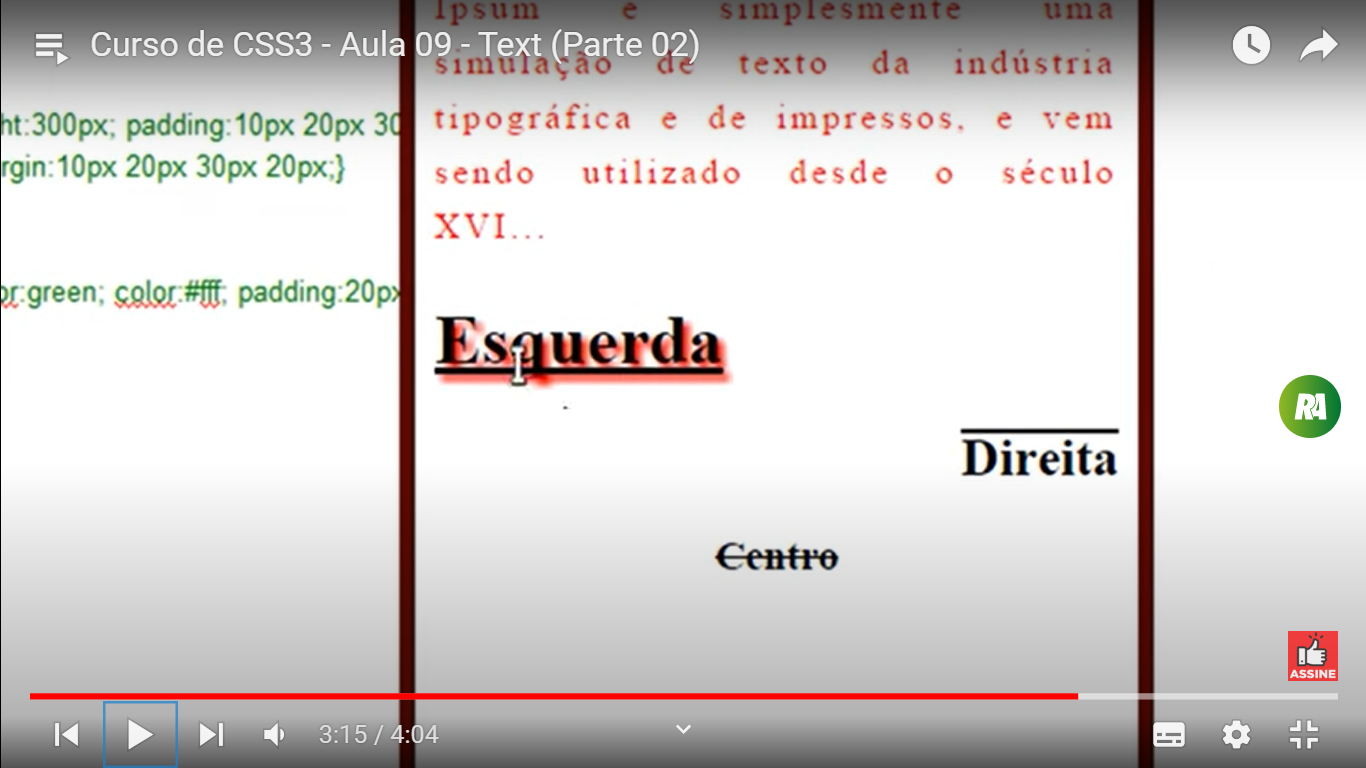 Curso de CSS3 - Aula 09 - Text (Parte 02)
Ipsum é simplesmente uma
simulação de texto da indústria
tipográfica e de impressos, e vem
sendo utilizado desde o século
XVI...
ht:300px; padding:10px 20px 30
rgin:10px 20px 30px 20px;}
or:green; color:#fff; padding:20px
Esquerda
Direita
Centro
RA
ASSINE
3:15 / 4:04